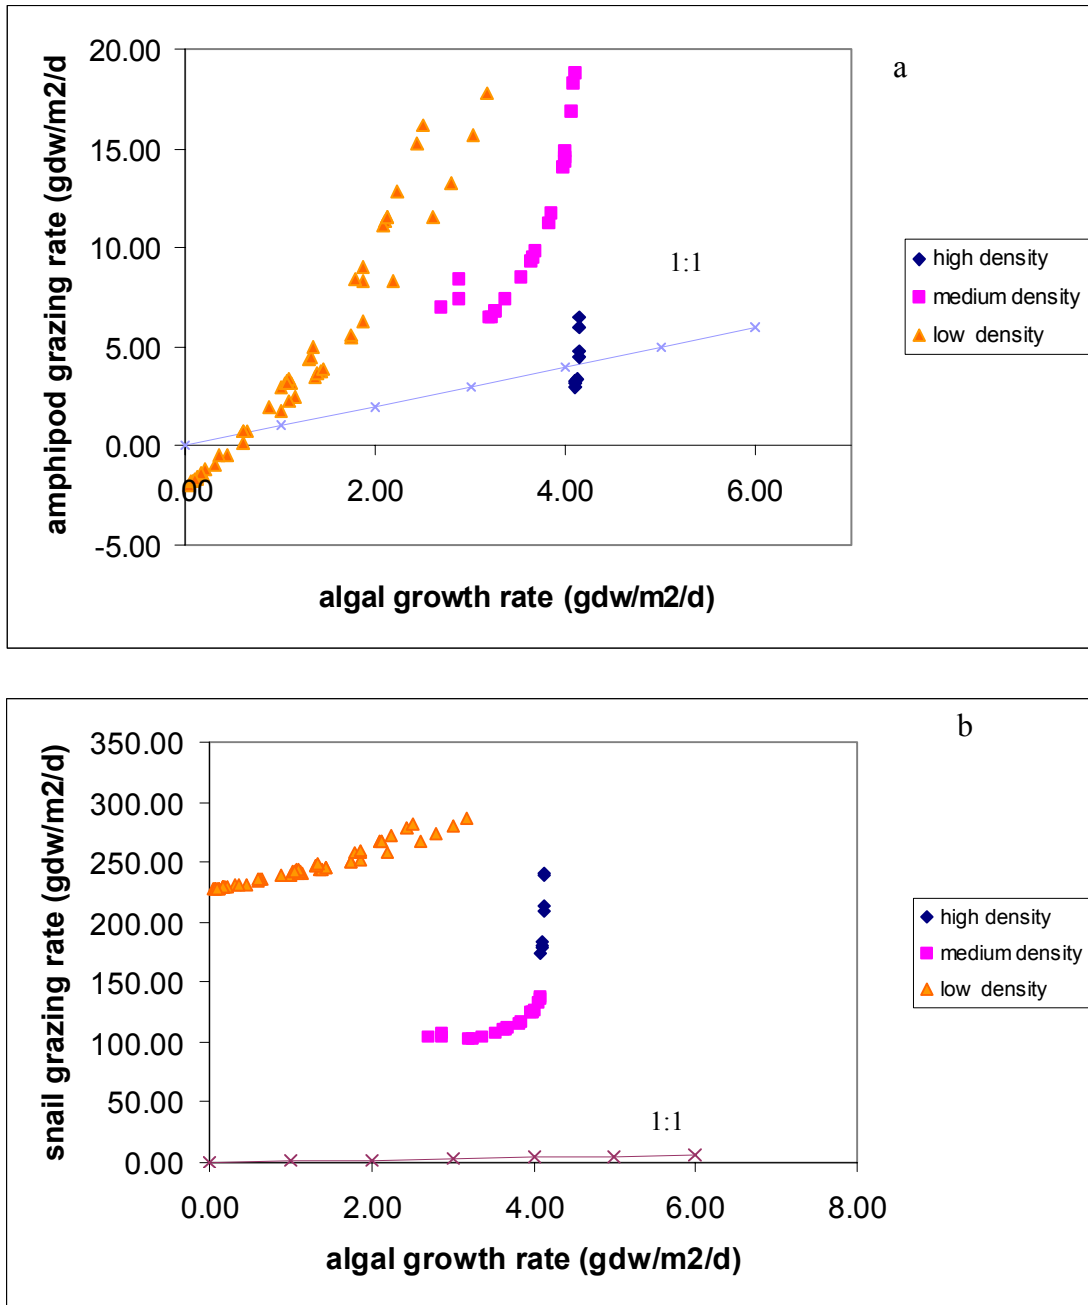 a
amphipod grazing rate (gdw/m2/d
20.00
15.00
10.00
5.00
0.00
-5.00
0.00 2.00 4.00 6.00
1:1
algal growth rate (gdw/m2/d)
high density
medium density
low density
b
snail grazing rate (gdw/m2/d)
350.00
300.00
250.00
200.00
150.00
100.00
50.00
0.00
0.00 2.00 4.00 6.00 8.00
1:1
algal growth rate (gdw/m2/d)
high density
medium density
low density